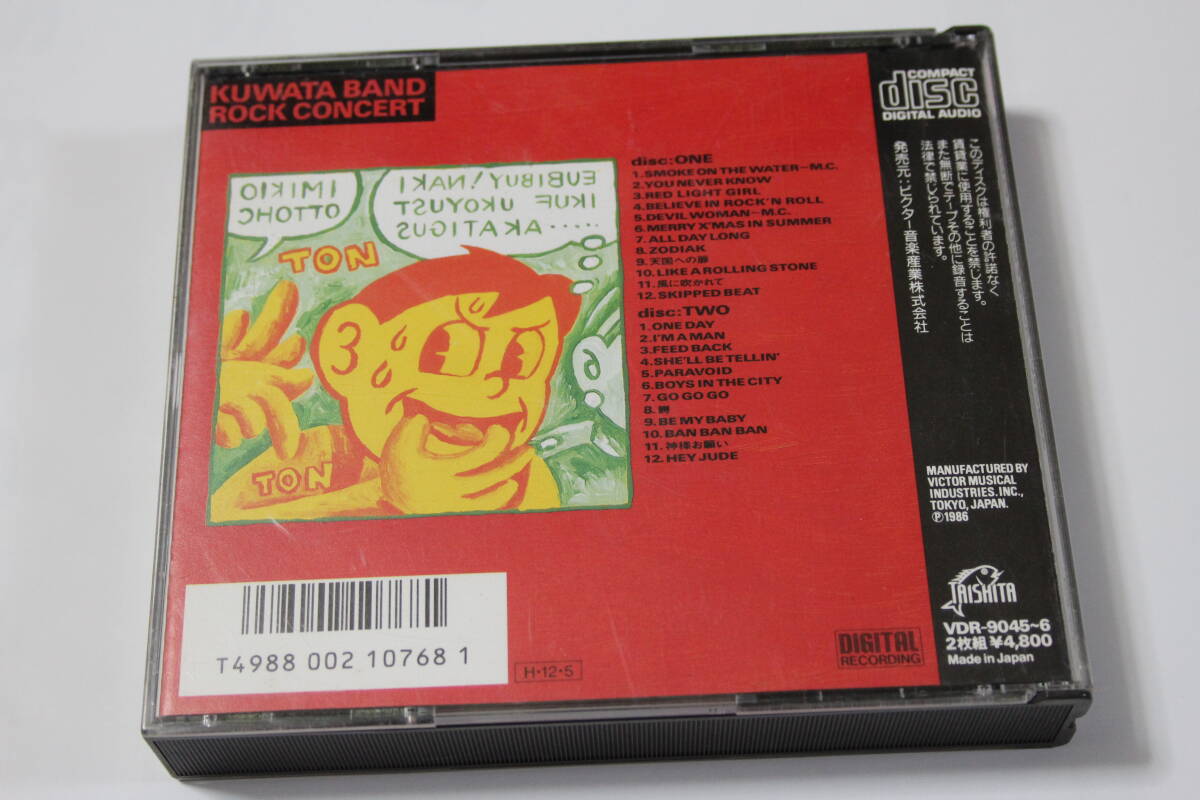 KUWATA BAND
ROCK CONCERT
OIKIMI
CHOTTO
IKAN!YUBIBUE
TSUYOKU FUKI
SUGITAKA.....
TON
TON
disc:ONE
1. SMOKE ON THE WATER~M.C.
2. YOU NEVER KNOW
3. RED LIGHT GIRL
4. BELIEVE IN ROCK'N ROLL
5. DEVIL WOMAN~M.C.
6. MERRY X'MAS IN SUMMER
7. ALL DAY LONG
8. ZODIAK
9. 天国への扉
10. LIKE A ROLLING STONE
11. 風に吹かれて
12. SKIPPED BEAT
disc:TWO
1. ONE DAY
2. I'M A MAN
3. FEED BACK
4. SHE'LL BE TELLIN'
5. PARAVOID
6. BOYS IN THE CITY
7. GO GO GO
8. 鰐
9. BE MY BABY
10. BAN BAN BAN
11. 神様お願い
12. HEY JUDE
T4988 002 10768 1
H・12・5
DIGITAL
RECORDING
COMPACT
disc
DIGITAL AUDIO
このディスクは権利者の許諾なく
賃貸業に使用することを禁じます。
また無断でテープその他に録音することは
法律で禁じられています。
発売元・ビクター音楽産業株式会社
MANUFACTURED BY
VICTOR MUSICAL
INDUSTRIES. INC.,
TOKYO, JAPAN.
Ⓟ1986
TAISHITA
VDR-9045~6
2枚組 ¥4,800
Made in Japan